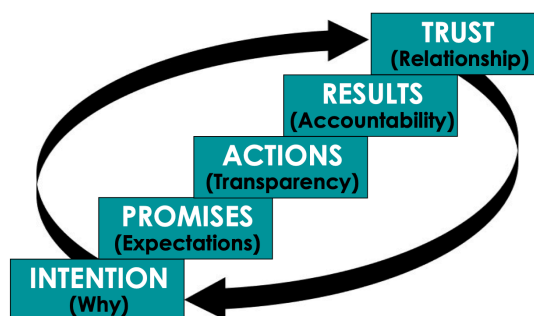 TRUST
(Relationship)
RESULTS
(Accountability)
ACTIONS
(Transparency)
PROMISES
(Expectations)
INTENTION
(Why)